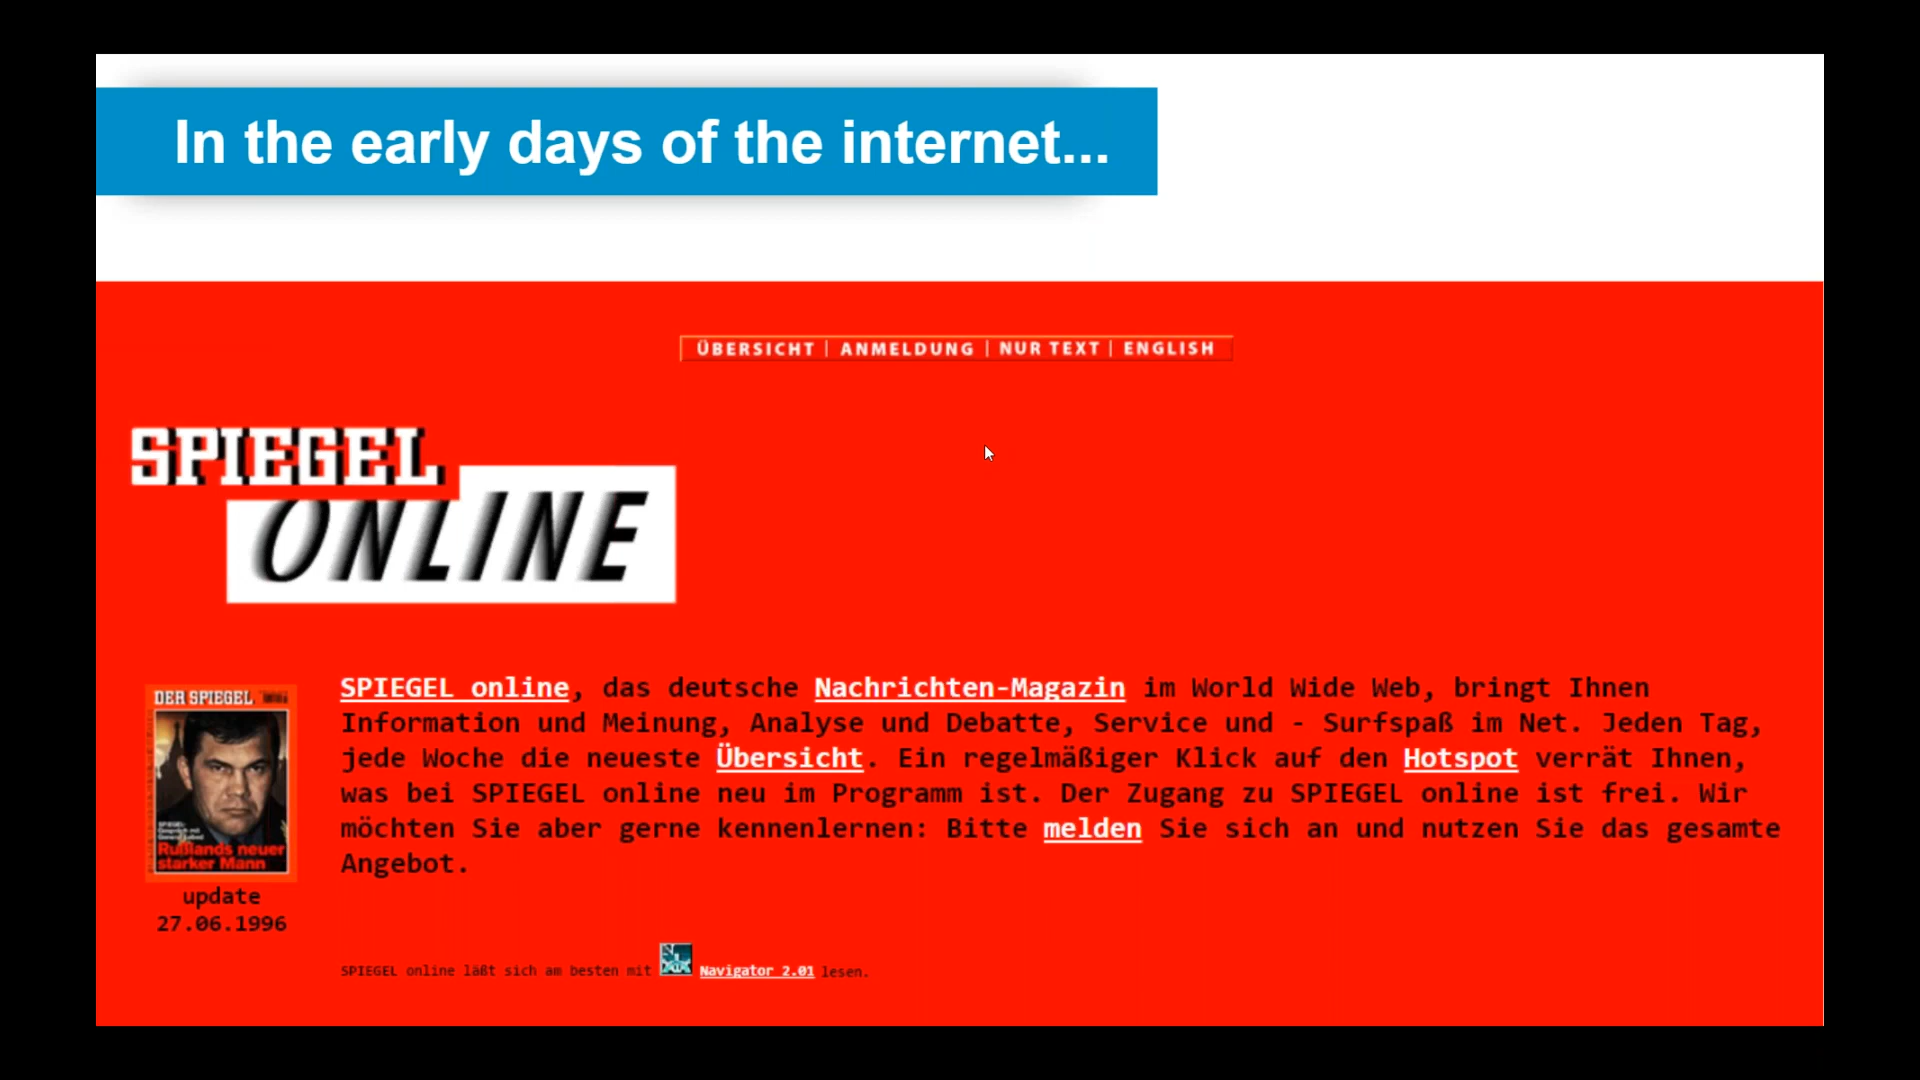 In the early days of the internet...
ÜBERSICHT | ANMELDUNG | NUR TEXT | ENGLISH
SPIEGEL
ONLINE
SPIEGEL online, das deutsche Nachrichten-Magazin im World Wide Web, bringt Ihnen
Information und Meinung, Analyse und Debatte, Service und - Surfspaß im Net. Jeden Tag,
jede Woche die neueste Übersicht. Ein regelmäßiger Klick auf den Hotspot verrät Ihnen,
was bei SPIEGEL online neu im Programm ist. Der Zugang zu SPIEGEL online ist frei. Wir
möchten Sie aber gerne kennenlernen: Bitte melden Sie sich an und nutzen Sie das gesamte
Angebot.
DER SPIEGEL
Rußlands neuer
starker Mann
update
27.06.1996
SPIEGEL online läßt sich am besten mit Navigator 2.01 lesen.